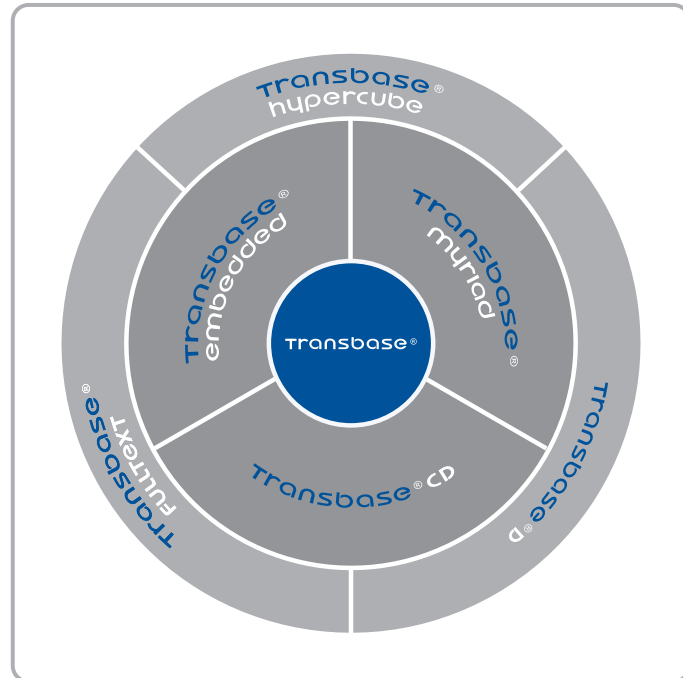 Transbase®
hypercube
Transbase®
embedded
Transbase®
myriad
Transbase®
Transbase® CD
Transbase®
FULLTEXT
Transbase® D